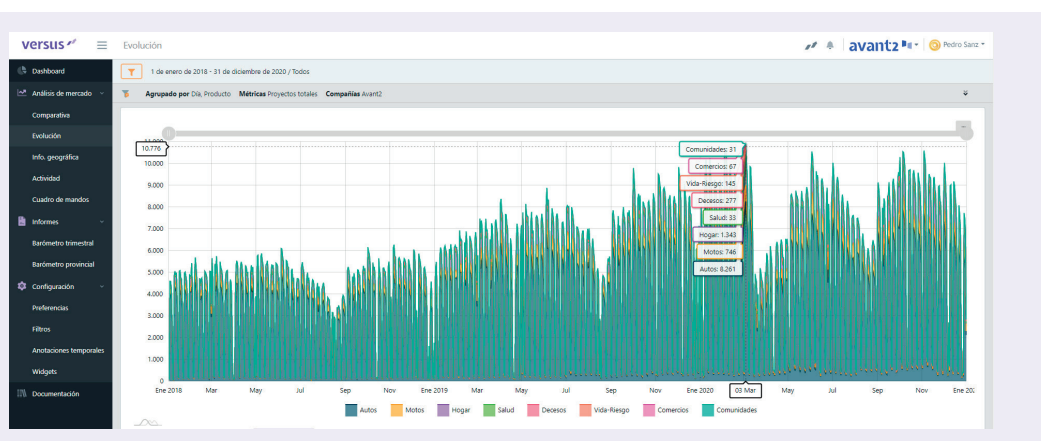 versus
Evolución
avant2
Pedro Sanz
Dashboard
1 de enero de 2018 - 31 de diciembre de 2020 / Todos
Análisis de mercado
Agrupado por Día, Producto Métricas Proyectos totales Compañías Avant2
Comparativa
Evolución
Info. geográfica
Actividad
Cuadro de mandos
Informes
Barómetro trimestral
Barómetro provincial
Configuración
Preferencias
Filtros
Anotaciones temporales
Widgets
Documentación
11.000
10.776
10.000
9.000
8.000
7.000
6.000
5.000
4.000
3.000
2.000
1.000
0
Comunidades: 31
Comercios: 67
Vida-Riesgo: 145
Decesos: 277
Salud: 33
Hogar: 1.343
Motos: 746
Autos: 8.261
Ene 2018 Mar May Jul Sep Nov Ene 2019 Mar May Jul Sep Nov Ene 2020 03 Mar May Jul Sep Nov Ene 202
Autos Motos Hogar Salud Decesos Vida-Riesgo Comercios Comunidades